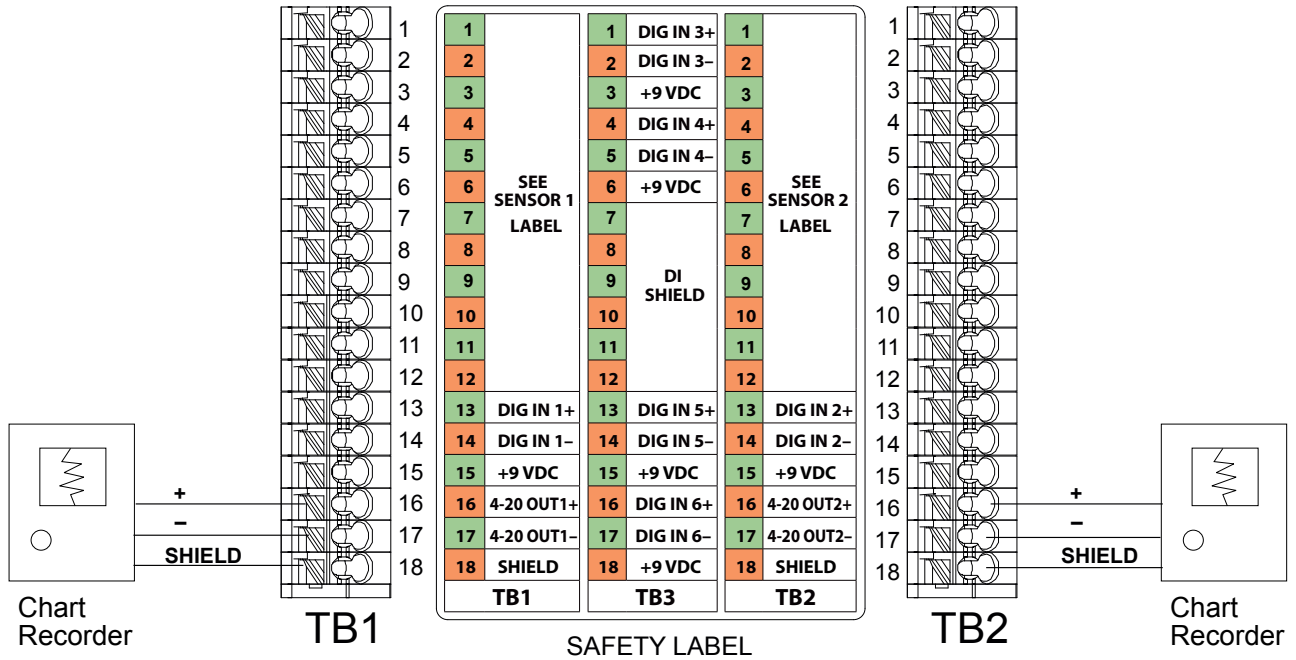 1
2
3
4
5
6
7
8
9
10
11
12
13
14
15
16
17
18
TB1
+
−
SHIELD
Chart
Recorder
1
2
3
4
5
6
7
8
9
10
11
12
SEE
SENSOR 1
LABEL
13 DIG IN 1+
14 DIG IN 1−
15 +9 VDC
16 4-20 OUT1+
17 4-20 OUT1−
18 SHIELD
TB1
1 DIG IN 3+
2 DIG IN 3−
3 +9 VDC
4 DIG IN 4+
5 DIG IN 4−
6 +9 VDC
7
8
9
10
11
12
DI
SHIELD
13 DIG IN 5+
14 DIG IN 5−
15 +9 VDC
16 DIG IN 6+
17 DIG IN 6−
18 +9 VDC
TB3
1
2
3
4
5
6
7
8
9
10
11
12
SEE
SENSOR 2
LABEL
13 DIG IN 2+
14 DIG IN 2−
15 +9 VDC
16 4-20 OUT2+
17 4-20 OUT2−
18 SHIELD
TB2
SAFETY LABEL
1
2
3
4
5
6
7
8
9
10
11
12
13
14
15
16
17
18
TB2
+
−
SHIELD
Chart
Recorder